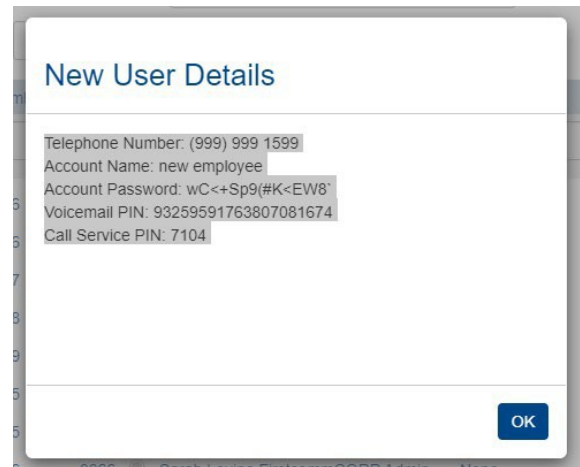 New User Details
Telephone Number: (999) 999 1599
Account Name: new employee
Account Password: wC<+Sp9(#K<EW8`
Voicemail PIN: 93259591763807081674
Call Service PIN: 7104
OK